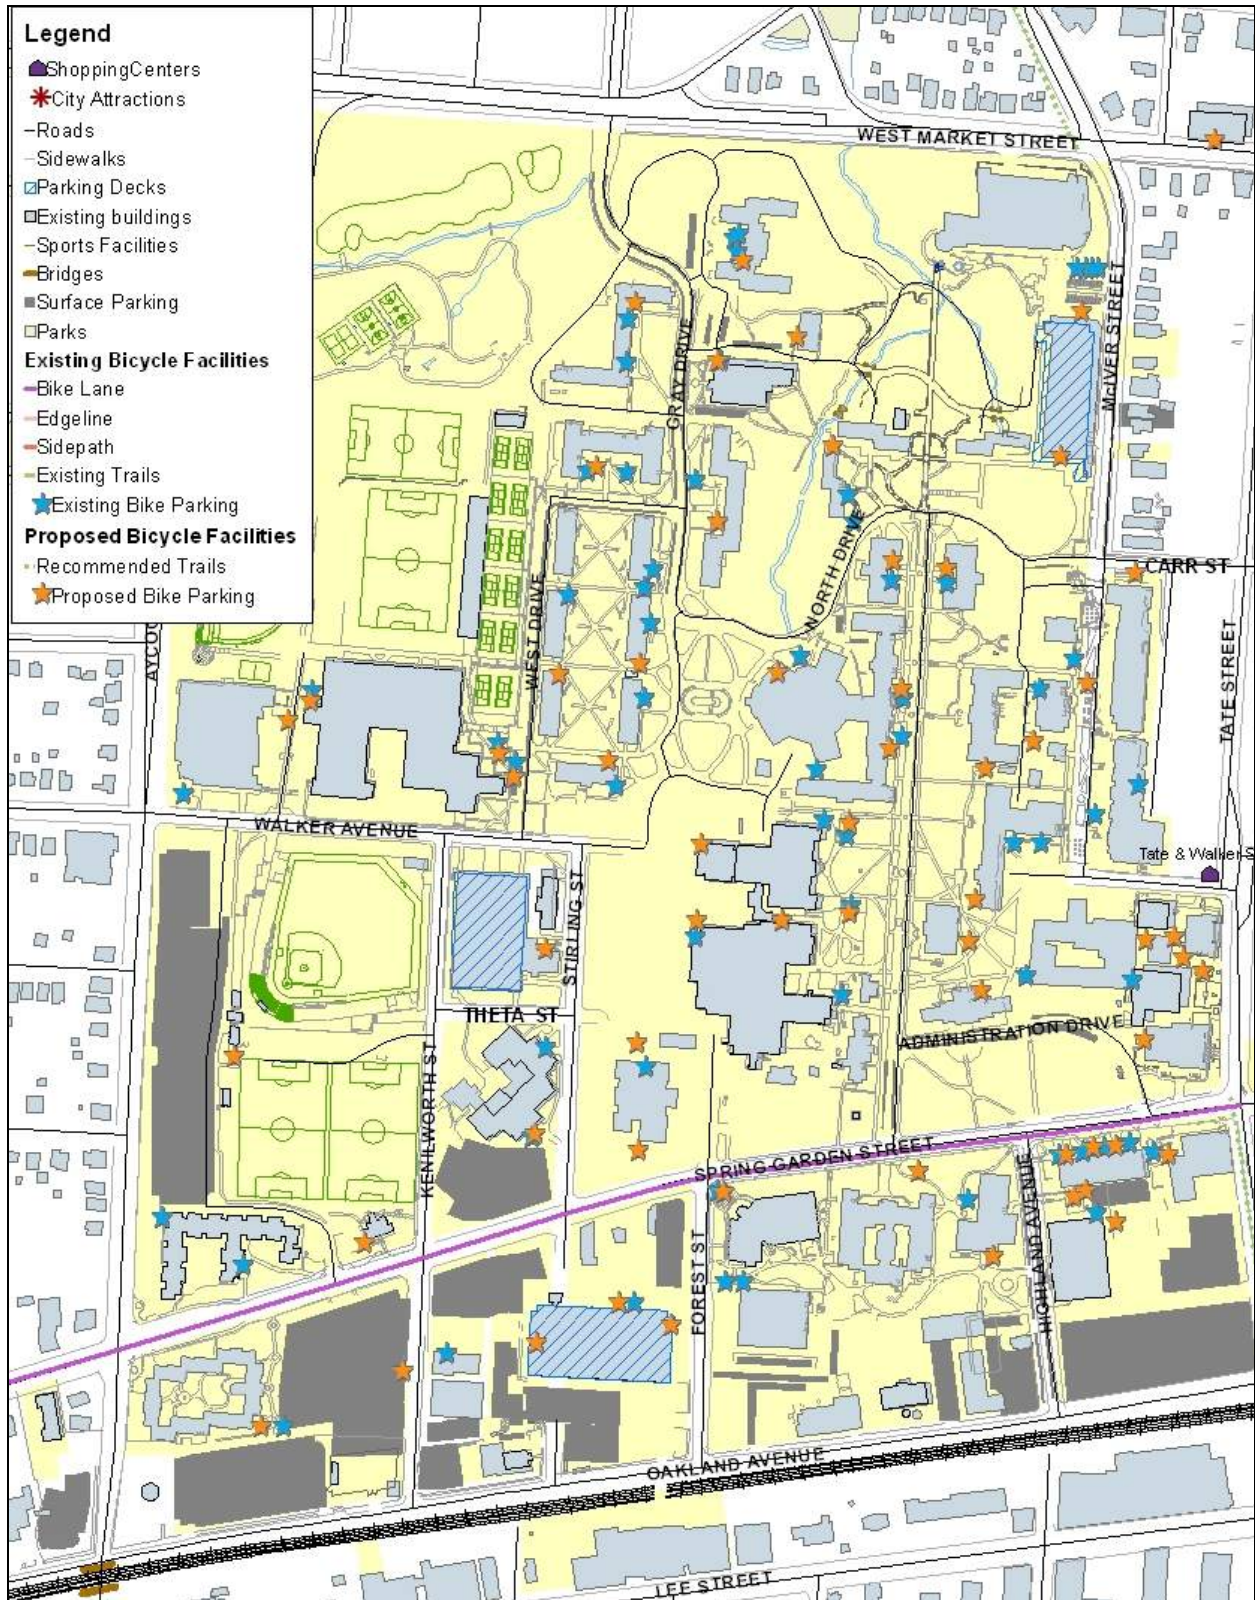 Legend
ShoppingCenters
City Attractions
Roads
Sidewalks
Parking Decks
Existing buildings
Sports Facilities
Bridges
Surface Parking
Parks
Existing Bicycle Facilities
Bike Lane
Edgeline
Sidepath
Existing Trails
Existing Bike Parking
Proposed Bicycle Facilities
Recommended Trails
Proposed Bike Parking
WEST MARKET STREET
McIVER STREET
GRAY DRIVE
NORTH DRIVE
CARR ST
WEST DRIVE
AYCOC
TATE STREET
WALKER AVENUE
Tate & Walker S
STIRLING ST
THETA ST
ADMINISTRATION DRIVE
KENILWORTH ST
SPRING GARDEN STREET
HIGHLAND AVENUE
FOREST ST
OAKLAND AVENUE
LEE STREET